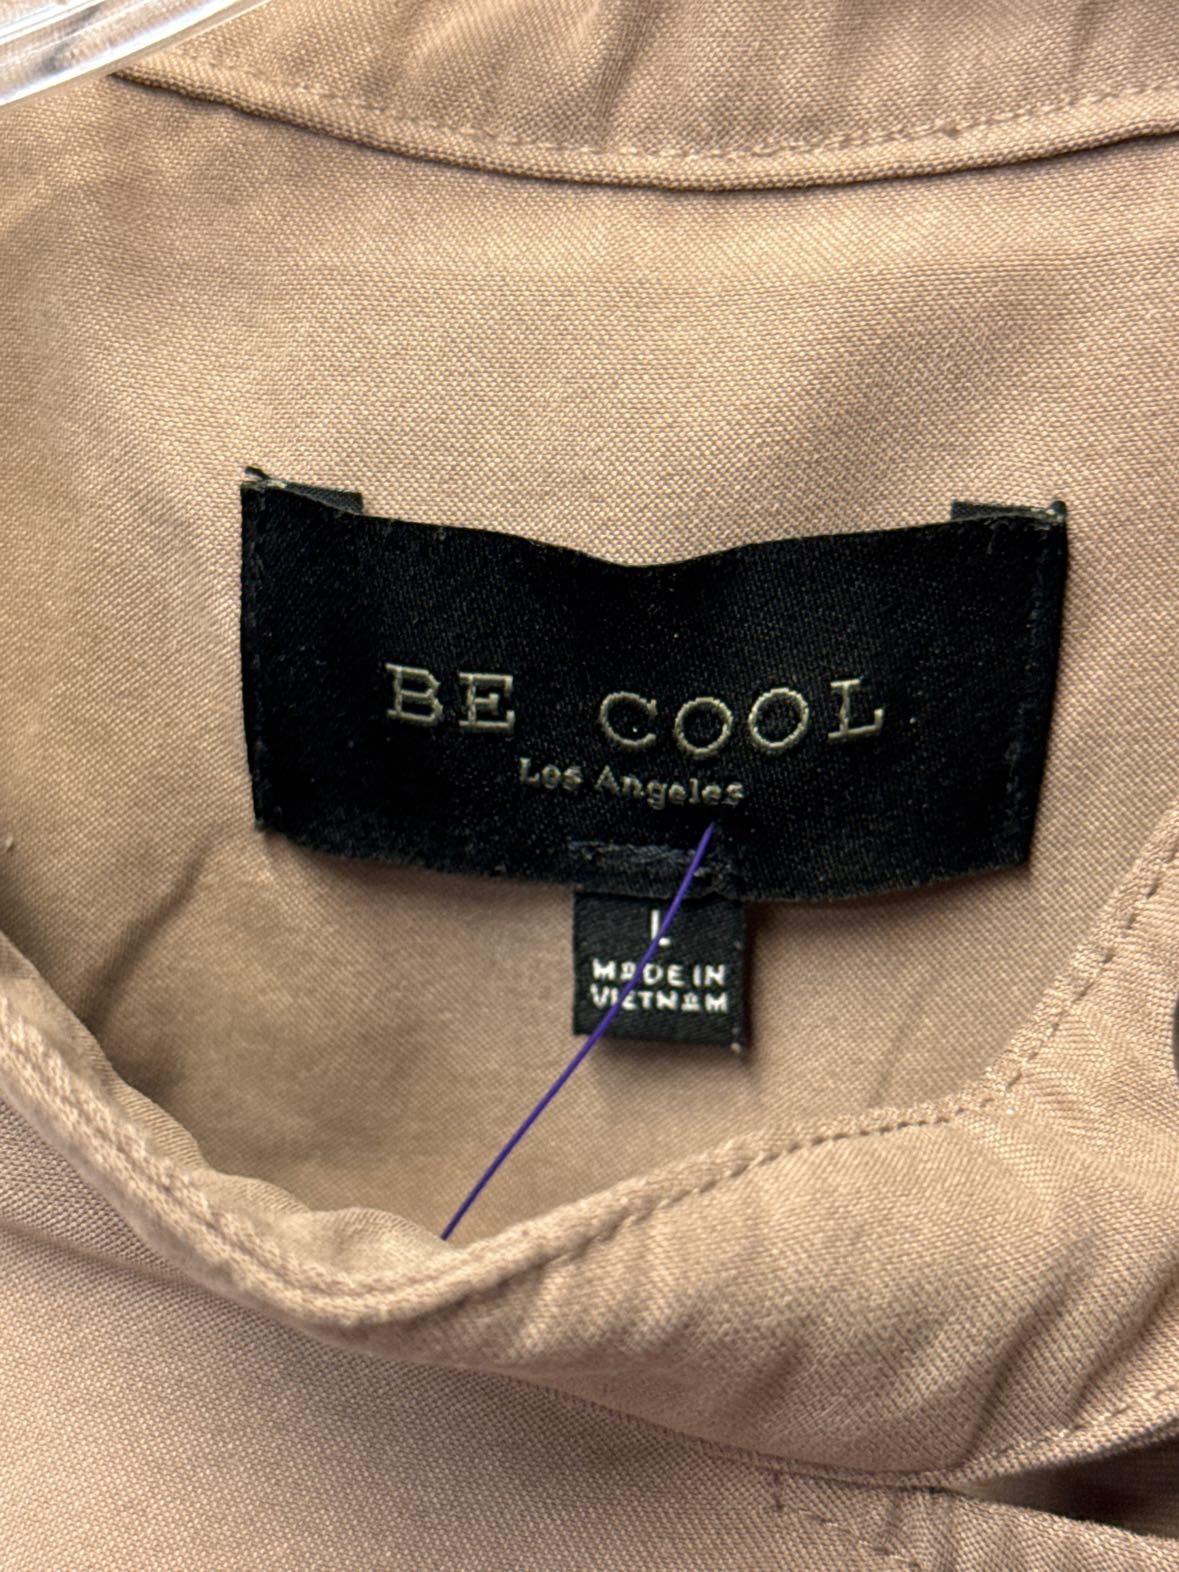 BE COOL
Los Angeles
L
MADE IN
VIETNAM